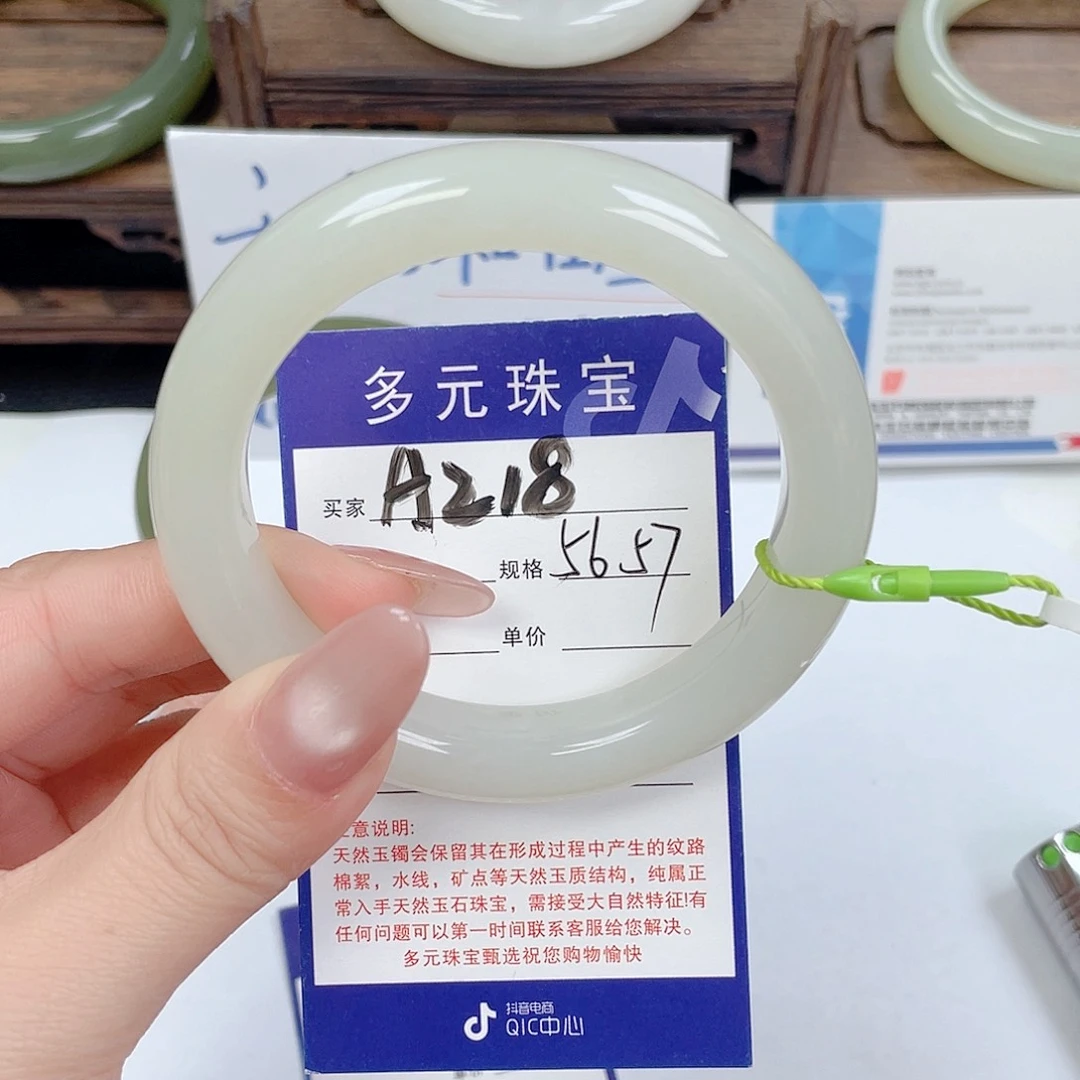 多元珠宝
买家 A218
规格 56.57
单价
意说明:
天然玉镯会保留其在形成过程中产生的纹路
棉絮，水线，矿点等天然玉质结构，纯属正
常入手天然玉石珠宝，需接受大自然特征!有
任何问题可以第一时间联系客服给您解决。
多元珠宝甄选祝您购物愉快
抖音电商
QIC中心